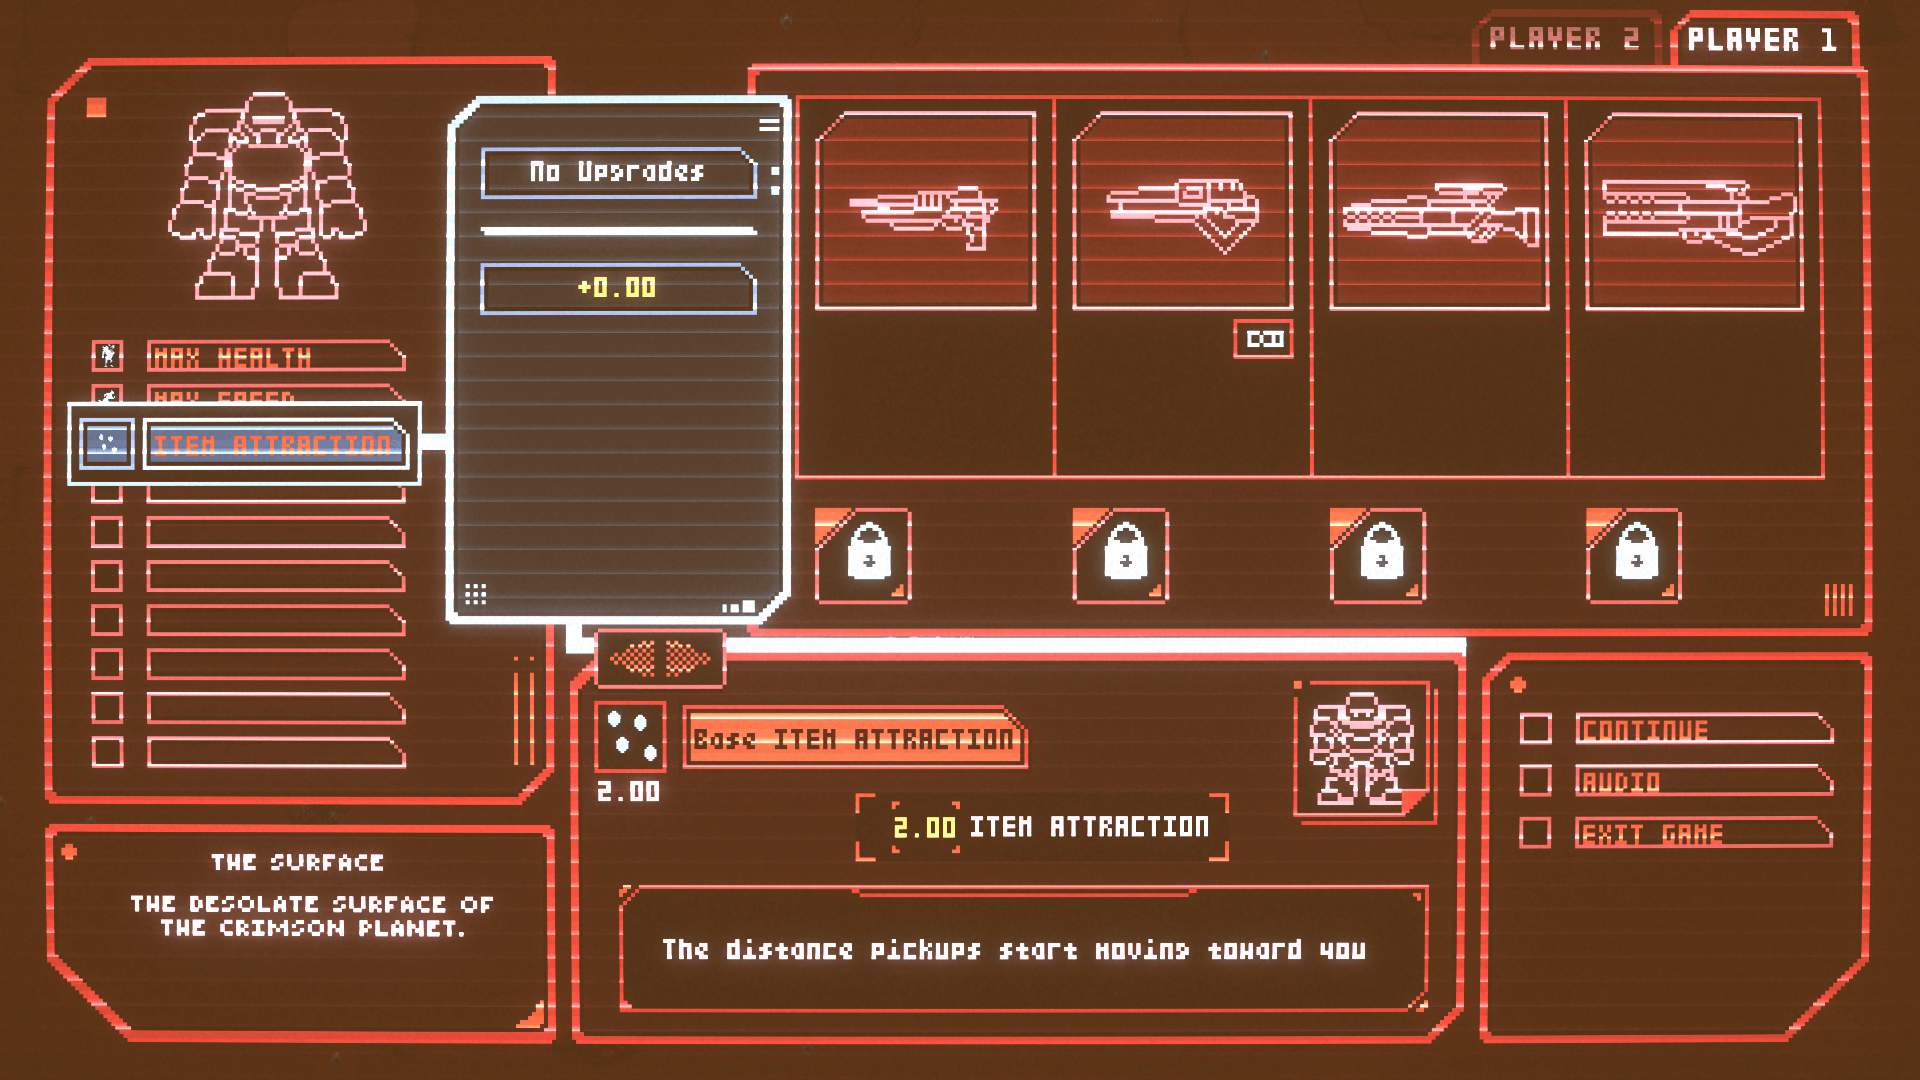 PLAYER 2
PLAYER 1
No Upgrades
+0.00
MAX HEALTH
MAX SPEED
ITEM ATTRACTION
Base ITEM ATTRACTION
2.00
2.00 ITEM ATTRACTION
The distance pickups start moving toward you
THE SURFACE
THE DESOLATE SURFACE OF
THE CRIMSON PLANET.
CONTINUE
AUDIO
EXIT GAME